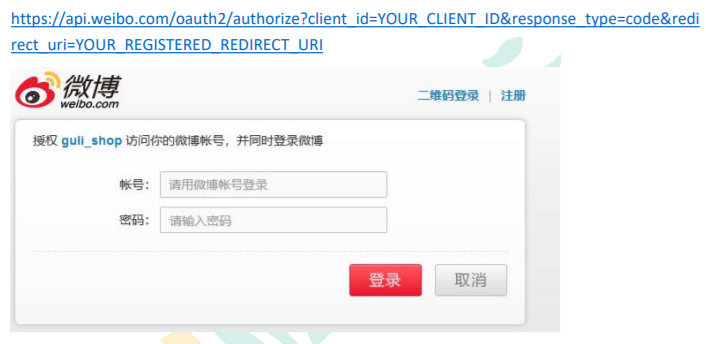 https://api.weibo.com/oauth2/authorize?client_id=YOUR_CLIENT_ID&response_type=code&redi
rect_uri=YOUR_REGISTERED_REDIRECT_URI
微博
weibo.com
二维码登录 | 注册
授权 guli_shop 访问你的微博帐号，并同时登录微博
帐号： 请用微博帐号登录
密码： 请输入密码
登录 取消